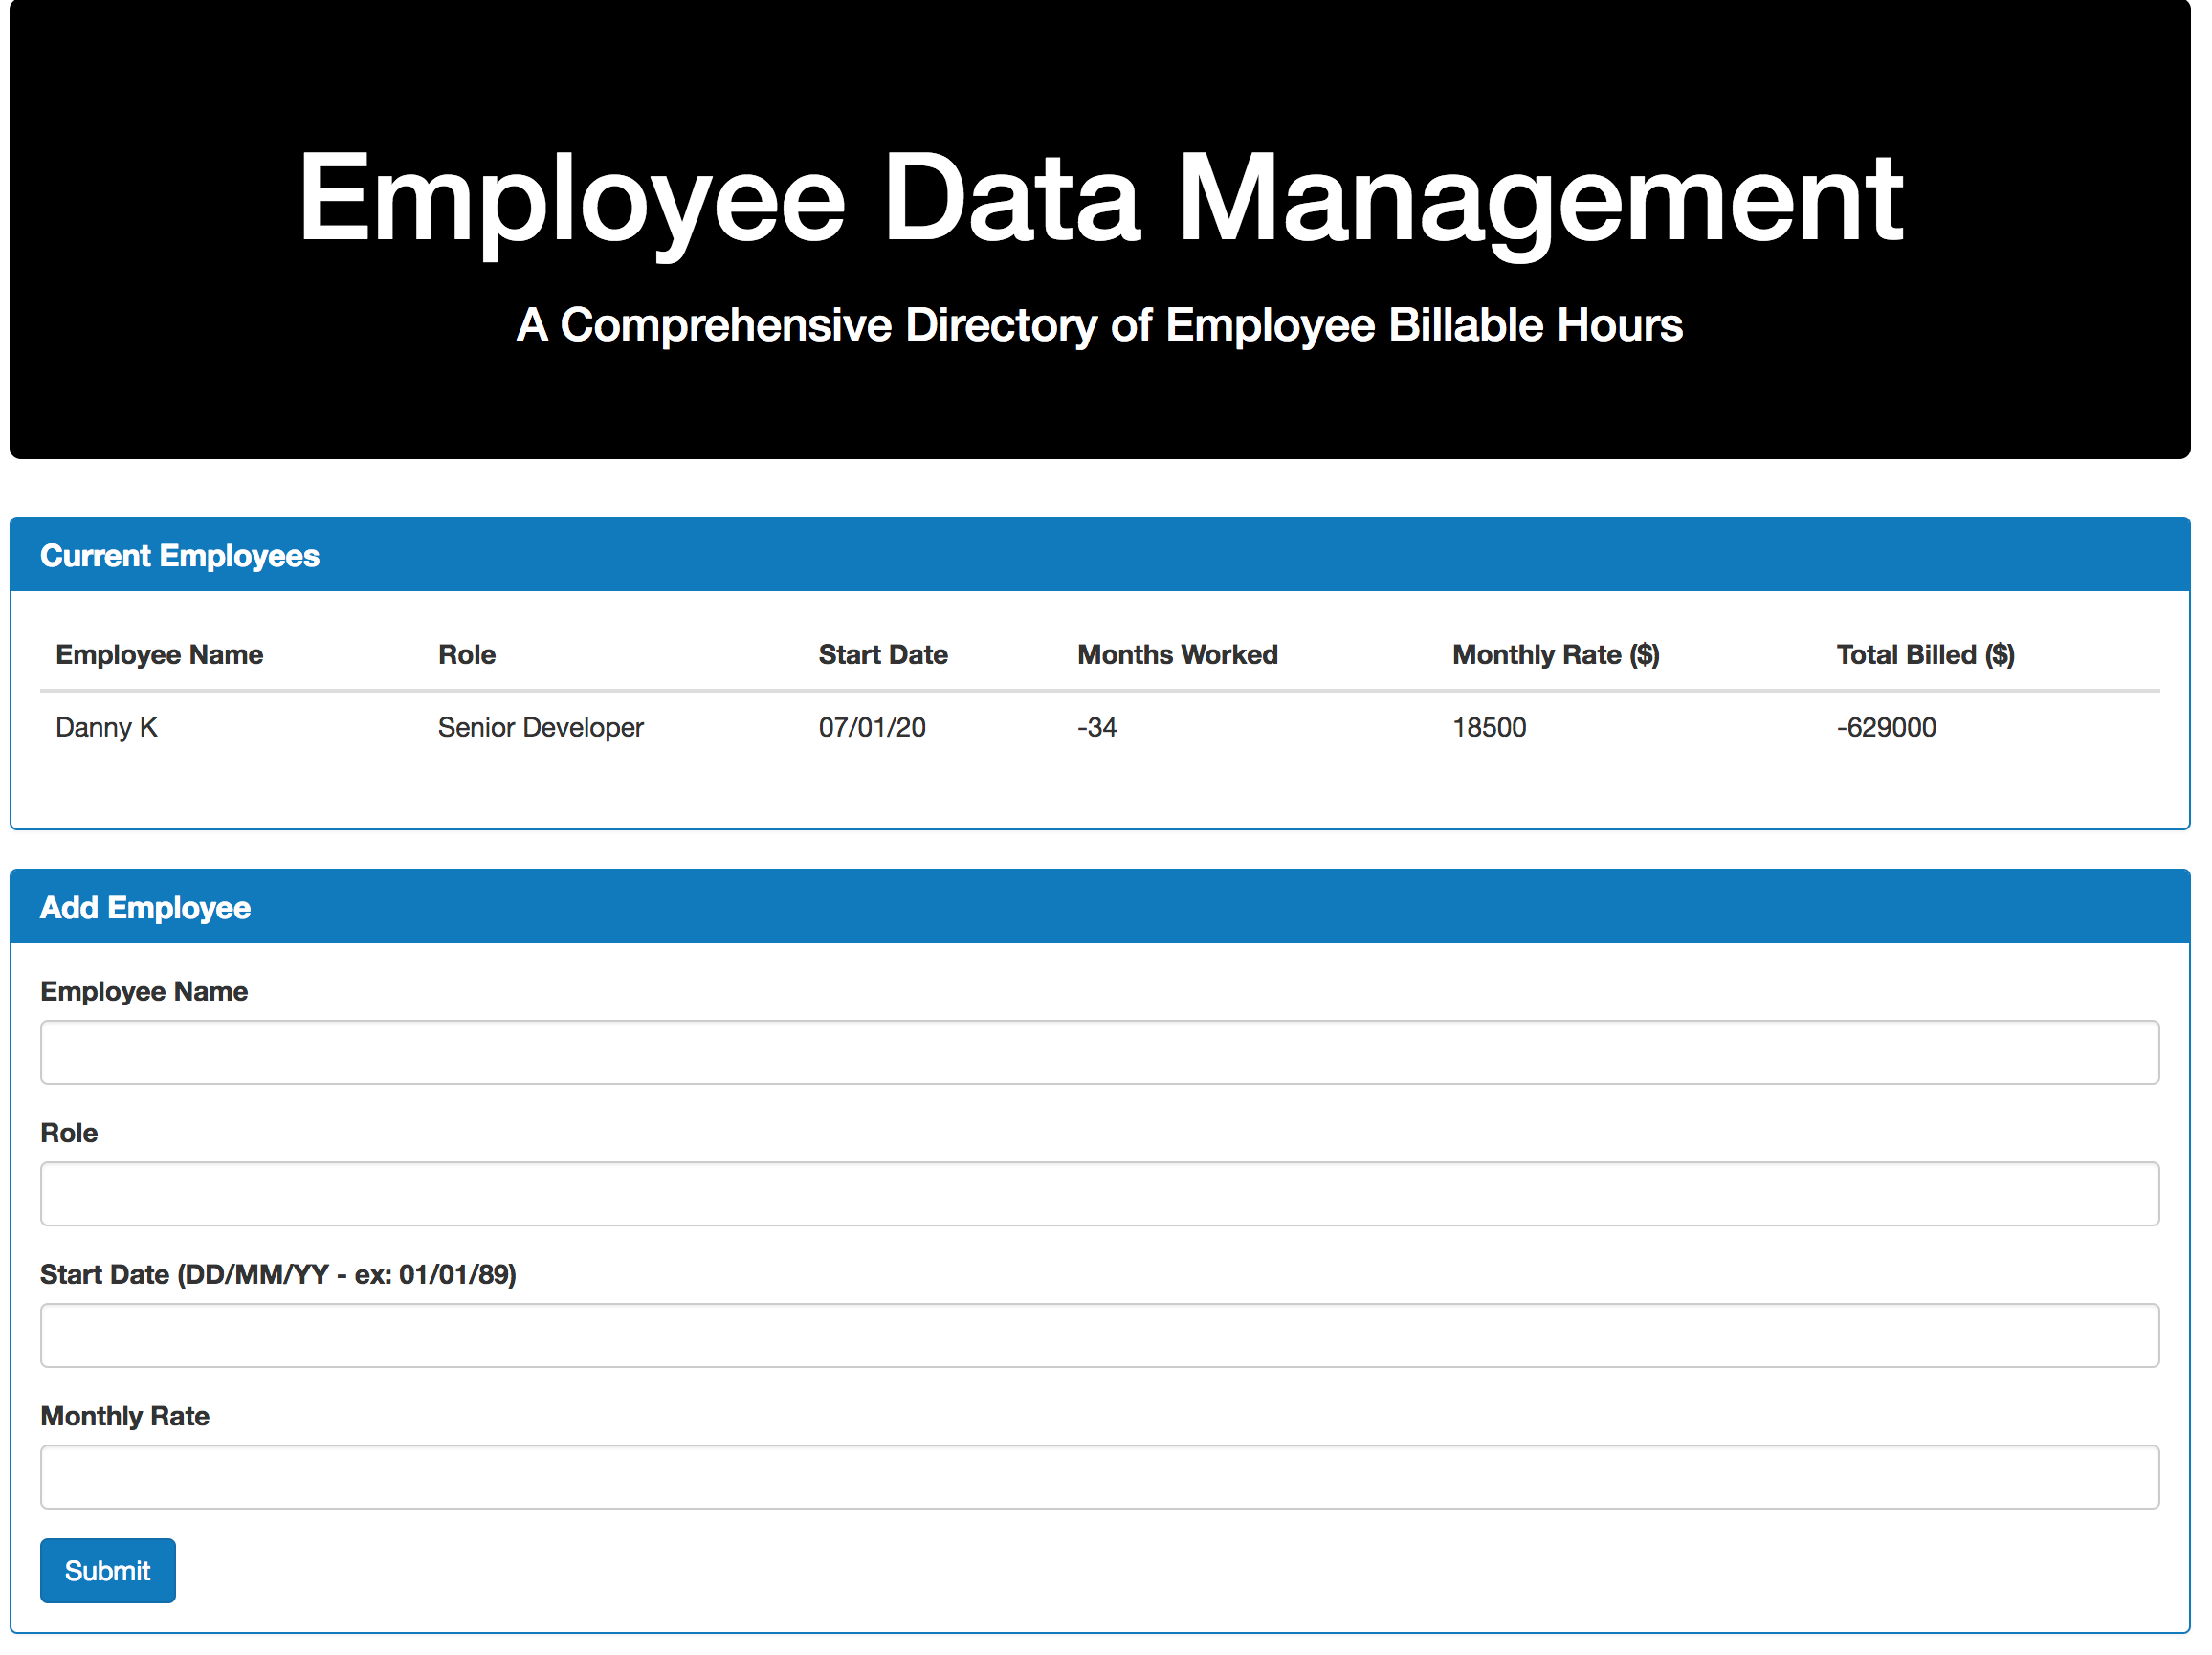 Employee Data Management
A Comprehensive Directory of Employee Billable Hours
Current Employees
Employee Name Role Start Date Months Worked Monthly Rate ($) Total Billed ($)
Danny K Senior Developer 07/01/20 -34 18500 -629000
Add Employee
Employee Name
Role
Start Date (DD/MM/YY - ex: 01/01/89)
Monthly Rate
Submit